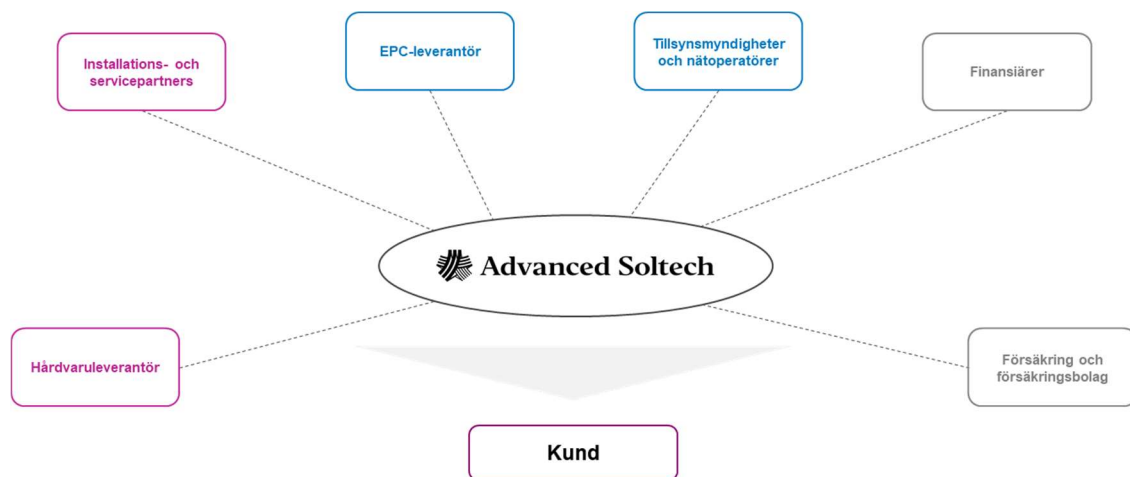 Installations- och
servicepartners
EPC-leverantör
Tillsynsmyndigheter
och nätoperatörer
Finansiärer
Advanced Soltech
Hårdvaruleverantör
Försäkring och
försäkringsbolag
Kund